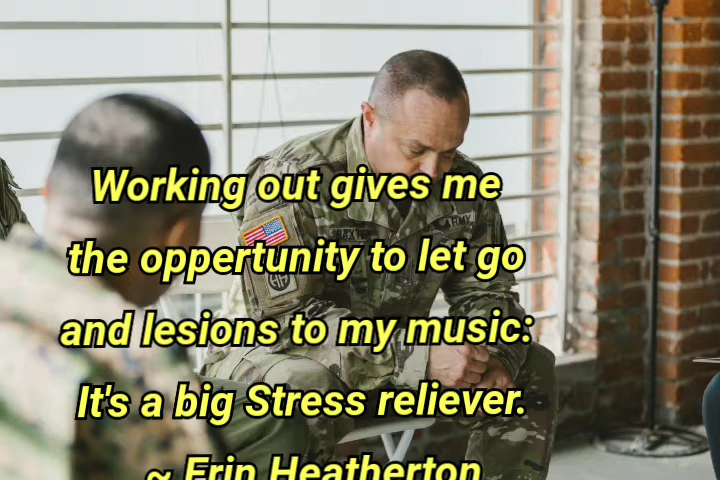 Working out gives me
the oppertunity to let go
and lesions to my music:
It's a big Stress reliever.
~ Erin Heatherton
ARMY